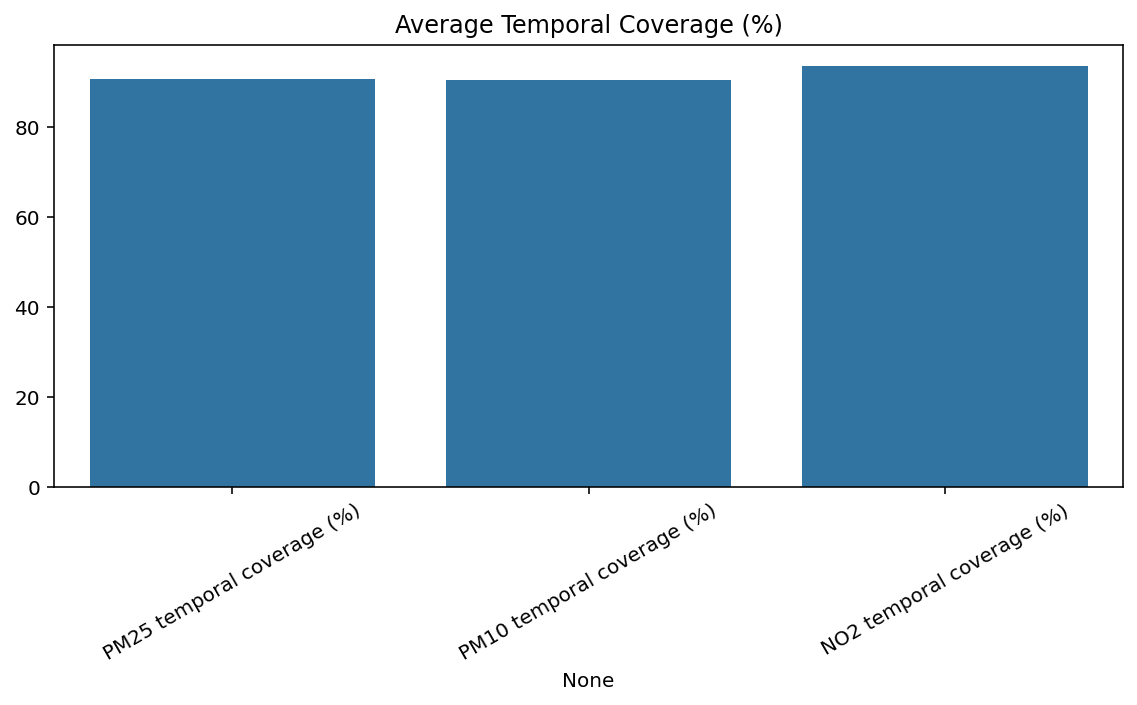 Average Temporal Coverage (%)
80
60
40
20
0
PM25 temporal coverage (%)
PM10 temporal coverage (%)
NO2 temporal coverage (%)
None